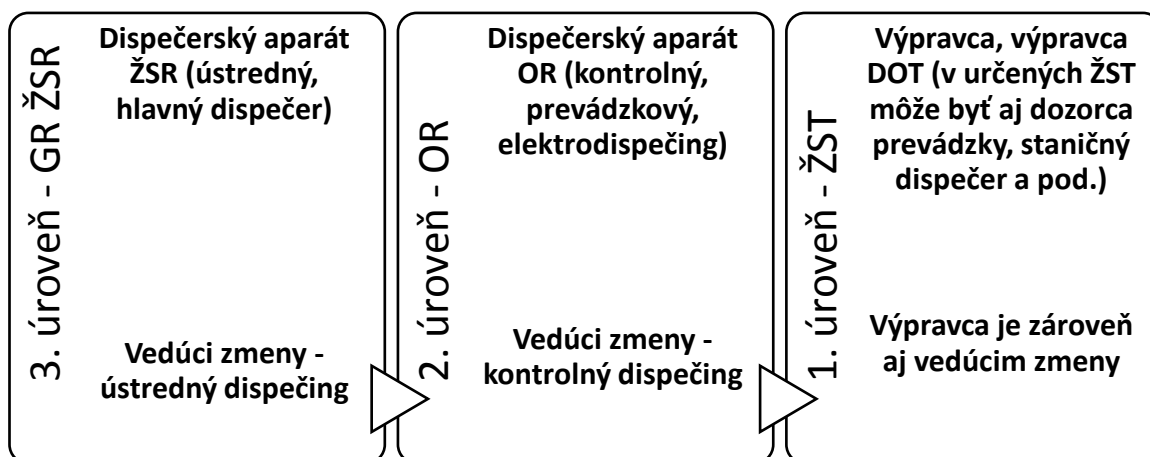 3. úroveň - GR ŽSR
Dispečerský aparát
ŽSR (ústredný,
hlavný dispečer)
Vedúci zmeny -
ústredný dispečing
2. úroveň - OR
Dispečerský aparát
OR (kontrolný,
prevádzkový,
elektrodispečing)
Vedúci zmeny -
kontrolný dispečing
1. úroveň - ŽST
Výpravca, výpravca
DOT (v určených ŽST
môže byť aj dozorca
prevádzky, staničný
dispečer a pod.)
Výpravca je zároveň
aj vedúcim zmeny